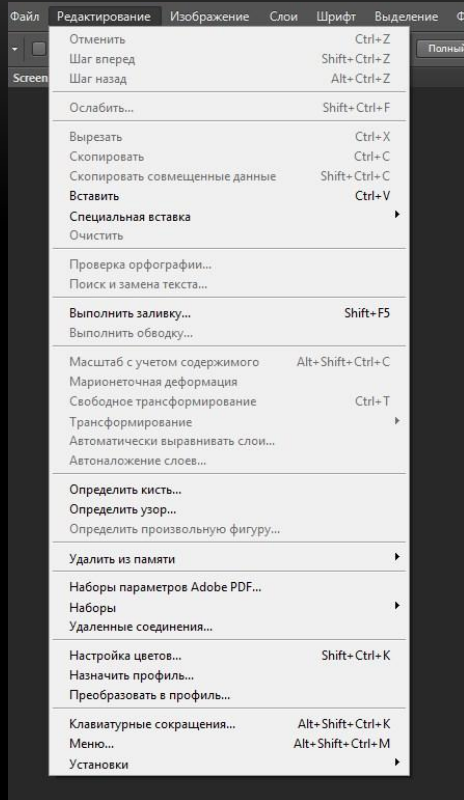 Файл Редактирование Изображение Слои Шрифт Выделение
Полный
Screen
Отменить Ctrl+Z
Шаг вперед Shift+Ctrl+Z
Шаг назад Alt+Ctrl+Z
Ослабить... Shift+Ctrl+F
Вырезать Ctrl+X
Скопировать Ctrl+C
Скопировать совмещенные данные Shift+Ctrl+C
Вставить Ctrl+V
Специальная вставка
Очистить
Проверка орфографии...
Поиск и замена текста...
Выполнить заливку... Shift+F5
Выполнить обводку...
Масштаб с учетом содержимого Alt+Shift+Ctrl+C
Марионеточная деформация
Свободное трансформирование Ctrl+T
Трансформирование
Автоматически выравнивать слои...
Автоналожение слоев...
Определить кисть...
Определить узор...
Определить произвольную фигуру...
Удалить из памяти
Наборы параметров Adobe PDF...
Наборы
Удаленные соединения...
Настройка цветов... Shift+Ctrl+K
Назначить профиль...
Преобразовать в профиль...
Клавиатурные сокращения... Alt+Shift+Ctrl+K
Меню... Alt+Shift+Ctrl+M
Установки